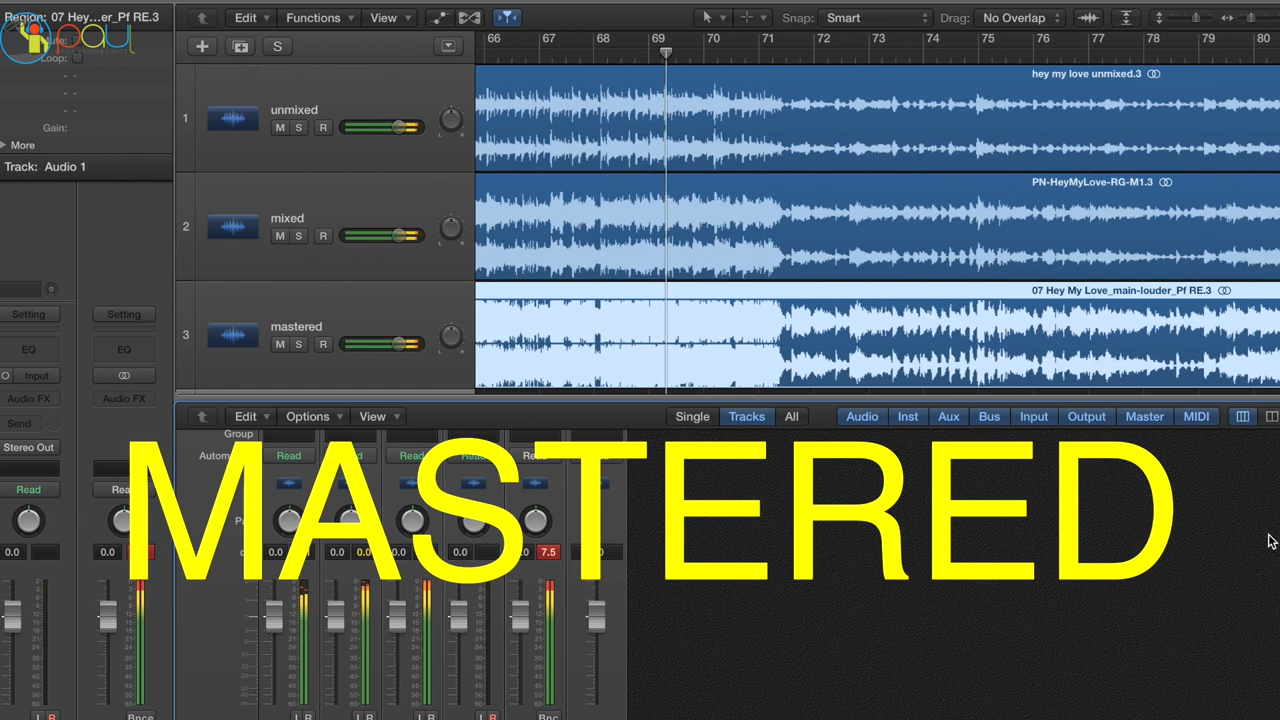 Region: 07 Hey...er_Pf RE.3
paul
Mute:
Loop:
Gain:
More
Track: Audio 1
Edit Functions View
Snap: Smart
Drag: No Overlap
S
66 67 68 69 70 71 72 73 74 75 76 77 78 79 80
1
unmixed
M S R
L R
hey my love unmixed.3
2
mixed
M S R
L R
PN-HeyMyLove-RG-M1.3
3
mastered
M S R
L R
07 Hey My Love_main-louder_Pf RE.3
Setting Setting
EQ EQ
Input
Audio FX Audio FX
Send
Stereo Out
Read
Edit Options View
Single Tracks All
Audio Inst Aux Bus Input Output Master MIDI
Group
Read Read
MASTERED
0.0 0.0 0.0 0.0 0.0 0.0 7.5
L R Bnce L R L R L R L R Bnc